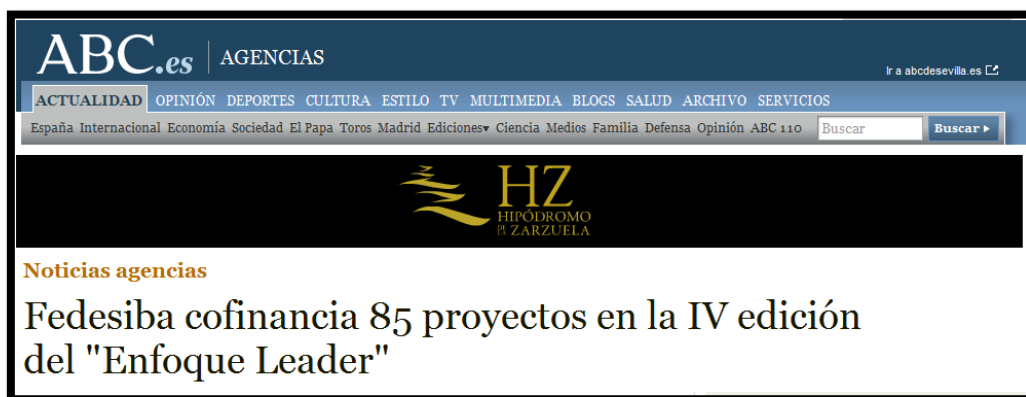 ABC.es AGENCIAS
Ir a abcdesevilla.es
ACTUALIDAD OPINIÓN DEPORTES CULTURA ESTILO TV MULTIMEDIA BLOGS SALUD ARCHIVO SERVICIOS
España Internacional Economía Sociedad El Papa Toros Madrid Ediciones▾ Ciencia Medios Familia Defensa Opinión ABC 110 Buscar Buscar ▸
HZ
HIPÓDROMO
DE LA ZARZUELA
Noticias agencias
Fedesiba cofinancia 85 proyectos en la IV edición
del "Enfoque Leader"